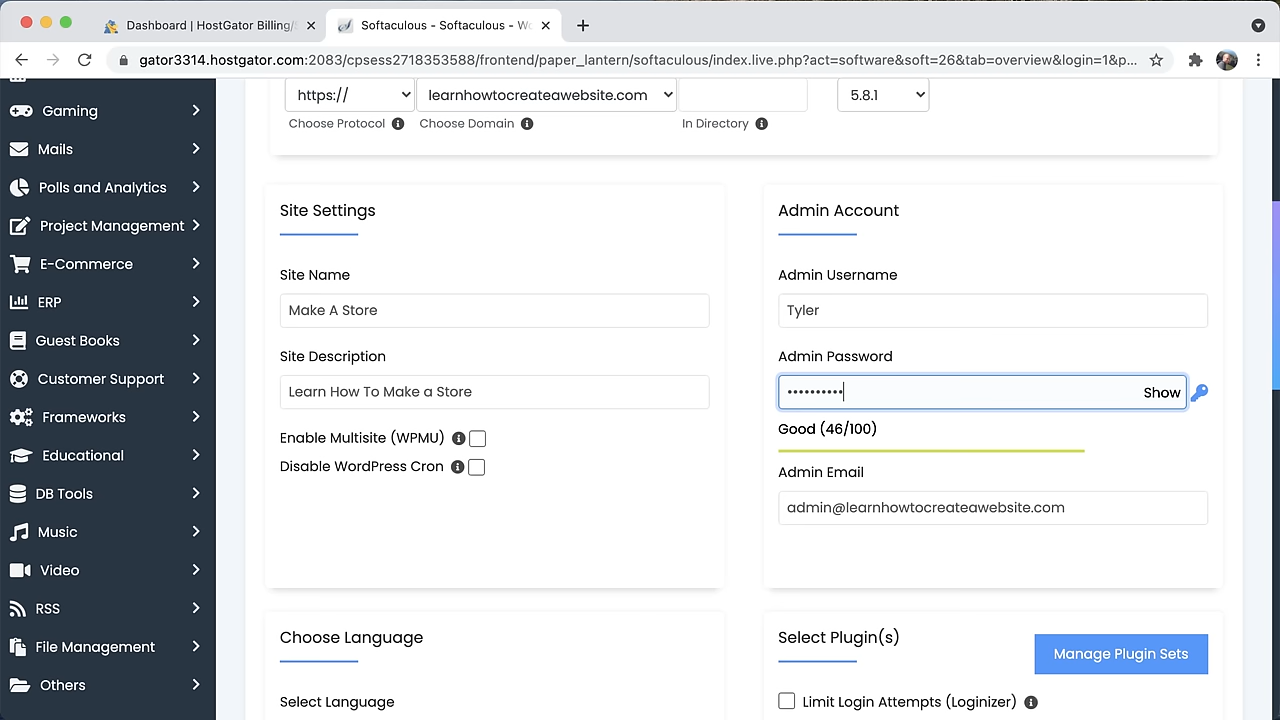 Dashboard | HostGator Billing/
Softaculous - Softaculous - Wo
gator3314.hostgator.com:2083/cpsess2718353588/frontend/paper_lantern/softaculous/index.live.php?act=software&soft=26&tab=overview&login=1&p...
Gaming
Mails
Polls and Analytics
Project Management
E-Commerce
ERP
Guest Books
Customer Support
Frameworks
Educational
DB Tools
Music
Video
RSS
File Management
Others
https://
learnhowtocreateawebsite.com
5.8.1
Choose Protocol
Choose Domain
In Directory
Site Settings
Site Name
Make A Store
Site Description
Learn How To Make a Store
Enable Multisite (WPMU)
Disable WordPress Cron
Admin Account
Admin Username
Tyler
Admin Password
••••••••••
Show
Good (46/100)
Admin Email
admin@learnhowtocreateawebsite.com
Choose Language
Select Language
Select Plugin(s)
Manage Plugin Sets
Limit Login Attempts (Loginizer)